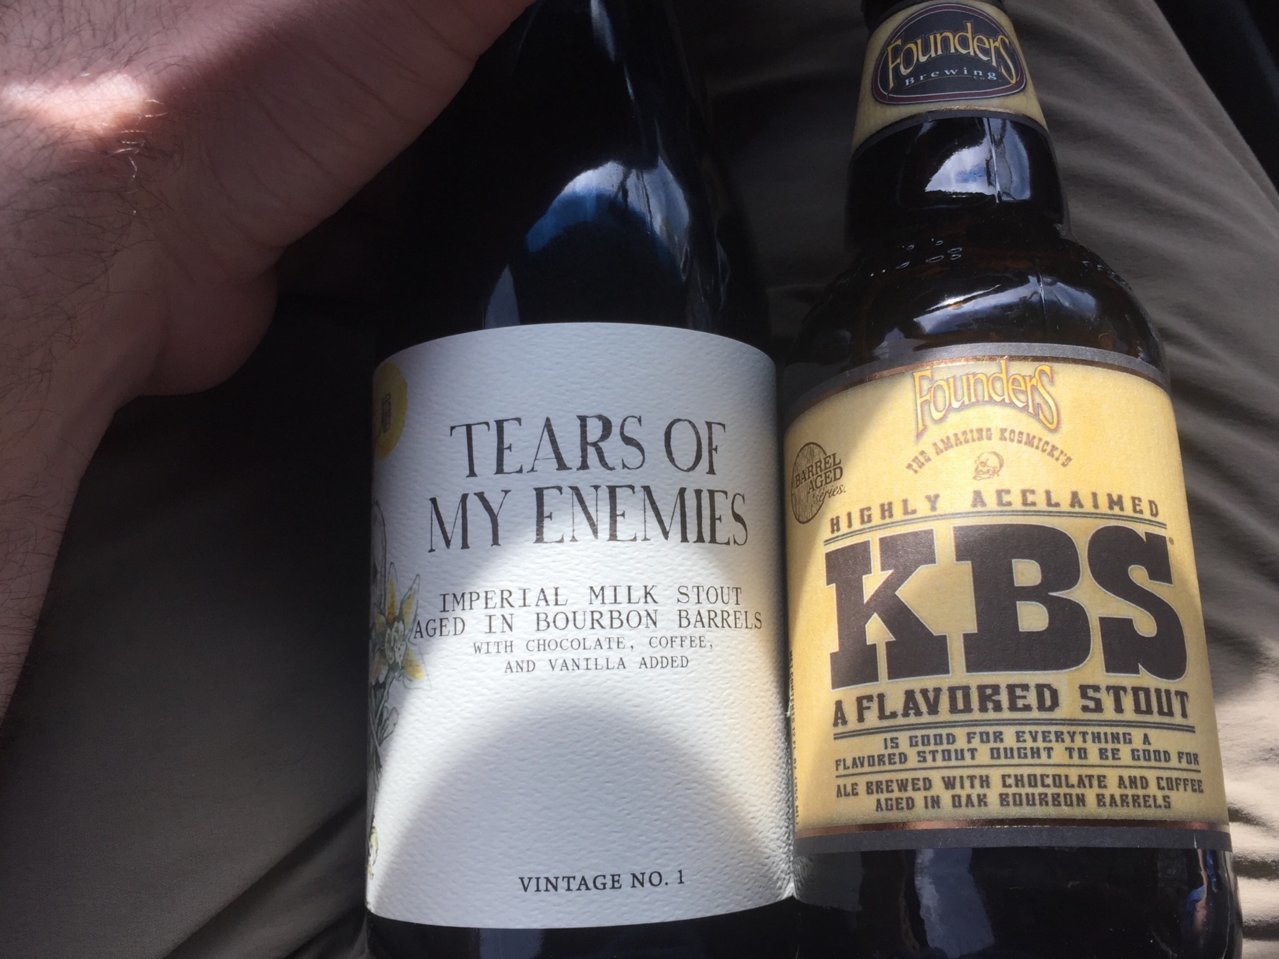 TEARS OF
MY ENEMIES
IMPERIAL MILK STOUT
AGED IN BOURBON BARRELS
WITH CHOCOLATE, COFFEE,
AND VANILLA ADDED
VINTAGE NO. 1
Founders
Brewing
Founders
THE AMAZING KOSMICKI'S
BARREL
AGED
Series.
HIGHLY ACCLAIMED
KBS®
A FLAVORED STOUT
IS GOOD FOR EVERYTHING A
FLAVORED STOUT OUGHT TO BE GOOD FOR
ALE BREWED WITH CHOCOLATE AND COFFEE
AGED IN OAK BOURBON BARRELS